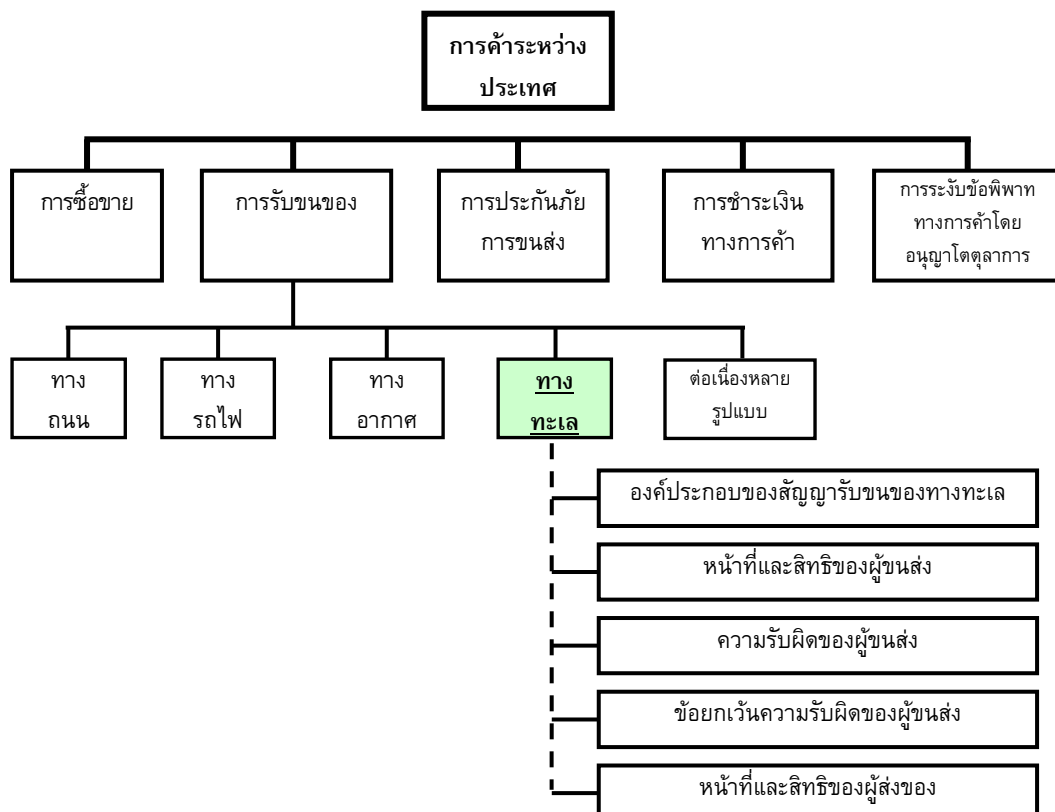 การค้าระหว่าง
ประเทศ
การซื้อขาย
การรับขนของ
การประกันภัย
การขนส่ง
การชำระเงิน
ทางการค้า
การระงับข้อพิพาท
ทางการค้าโดย
อนุญาโตตุลาการ
ทาง
ถนน
ทาง
รถไฟ
ทาง
อากาศ
ทาง
ทะเล
ต่อเนื่องหลาย
รูปแบบ
องค์ประกอบของสัญญารับขนของทางทะเล
หน้าที่และสิทธิของผู้ขนส่ง
ความรับผิดของผู้ขนส่ง
ข้อยกเว้นความรับผิดของผู้ขนส่ง
หน้าที่และสิทธิของผู้ส่งของ